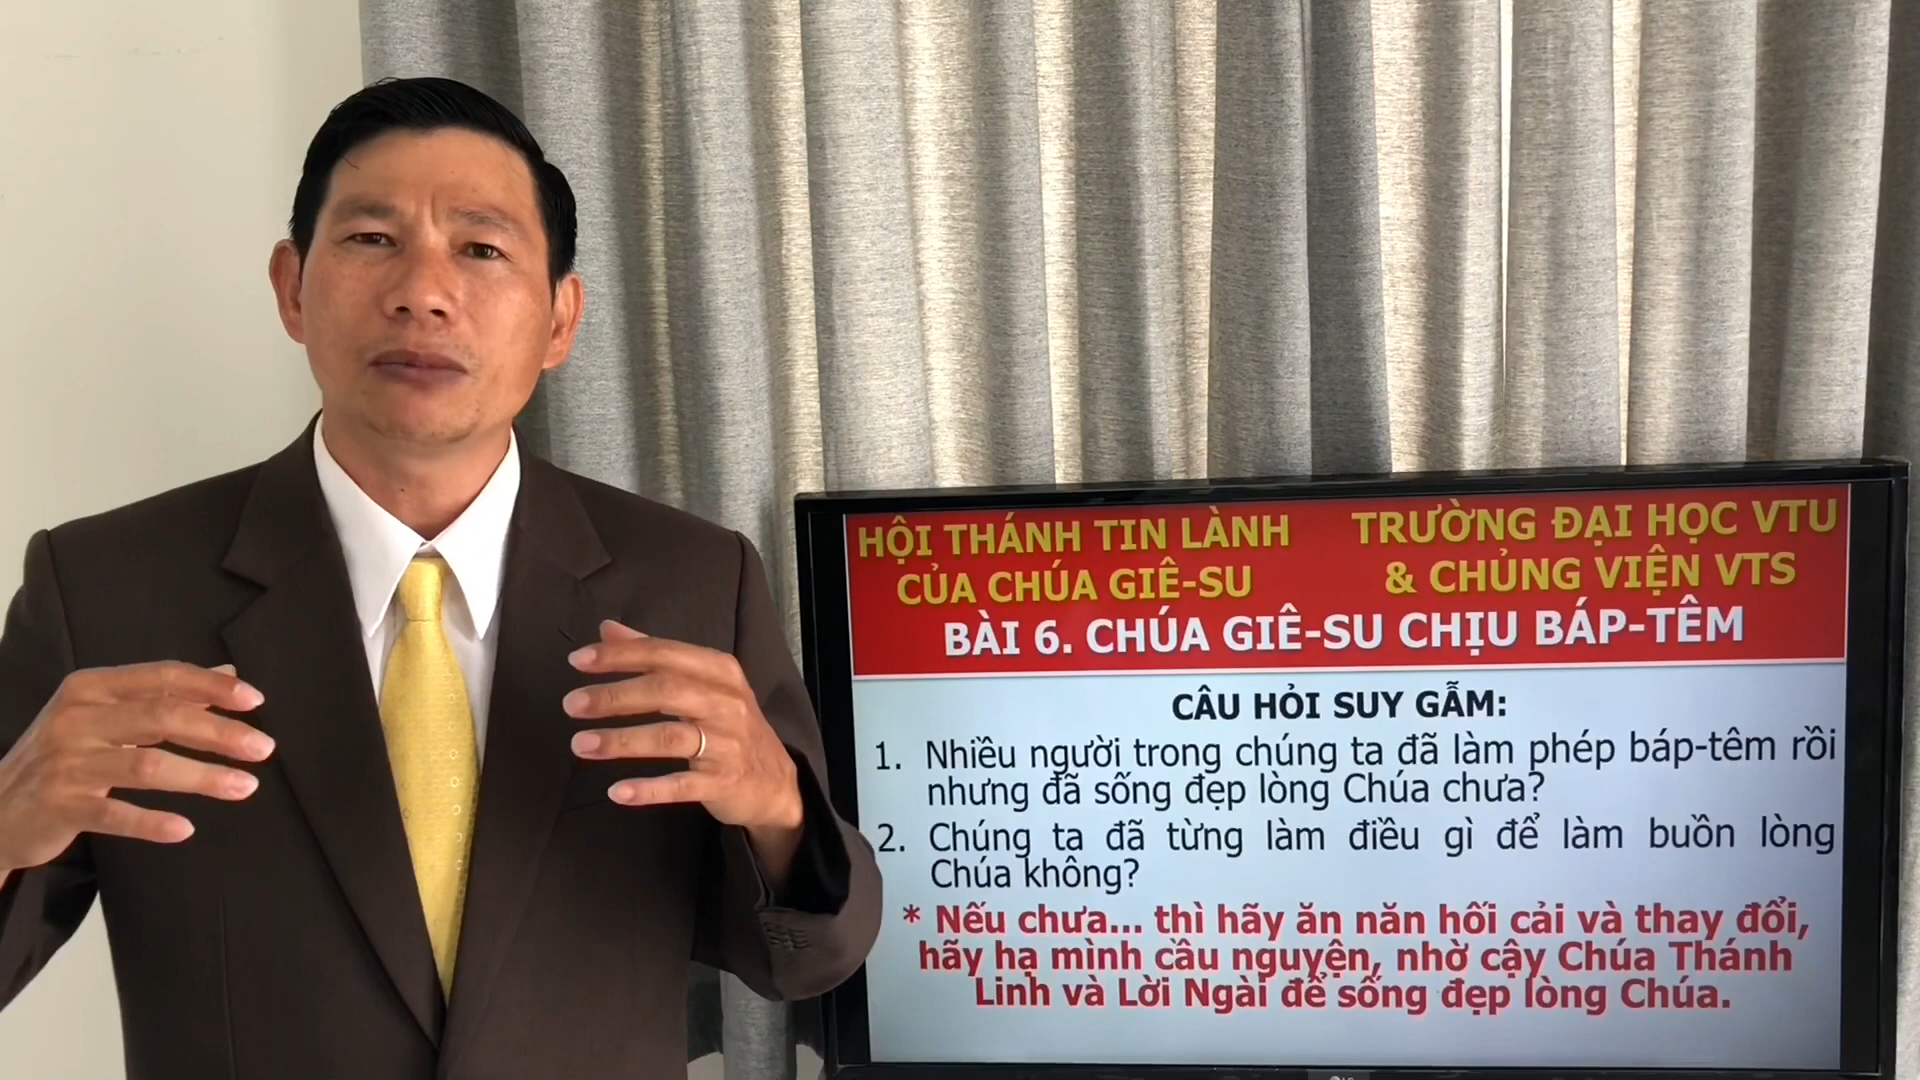 HỘI THÁNH TIN LÀNH
CỦA CHÚA GIÊ-SU
TRƯỜNG ĐẠI HỌC VTU
& CHỦNG VIỆN VTS
BÀI 6. CHÚA GIÊ-SU CHỊU BÁP-TÊM
CÂU HỎI SUY GẪM:
1. Nhiều người trong chúng ta đã làm phép báp-têm rồi
nhưng đã sống đẹp lòng Chúa chưa?
2. Chúng ta đã từng làm điều gì để làm buồn lòng
Chúa không?
* Nếu chưa... thì hãy ăn năn hối cải và thay đổi,
hãy hạ mình cầu nguyện, nhờ cậy Chúa Thánh
Linh và Lời Ngài để sống đẹp lòng Chúa.